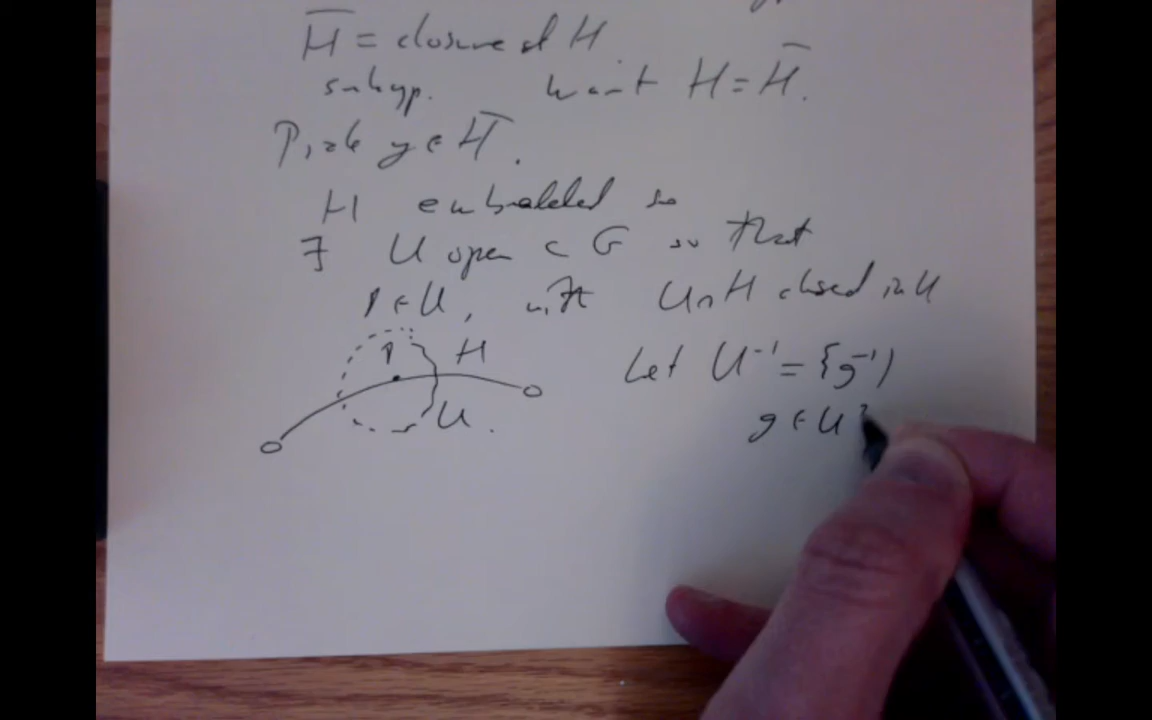 H̅ = closure of H
subgp. want H = H̅.
Pick y ∈ H̅.
H embedded so
∃ U open ⊂ G so that
1 ∈ U, with U∩H closed in U
1 H Let U⁻¹ = {g⁻¹)
U. g ∈ U}